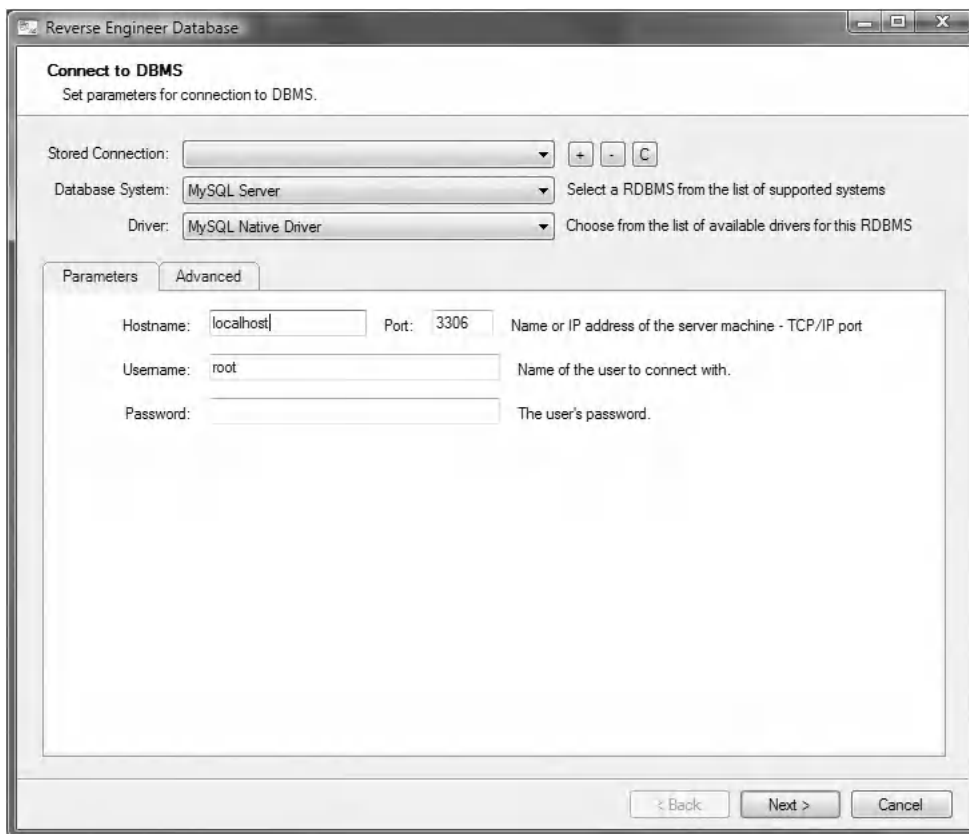 Reverse Engineer Database
Connect to DBMS
Set parameters for connection to DBMS.
Stored Connection: + - C
Database System: MySQL Server Select a RDBMS from the list of supported systems
Driver: MySQL Native Driver Choose from the list of available drivers for this RDBMS
Parameters Advanced
Hostname: localhost Port: 3306 Name or IP address of the server machine - TCP/IP port
Username: root Name of the user to connect with.
Password: The user's password.
< Back Next > Cancel